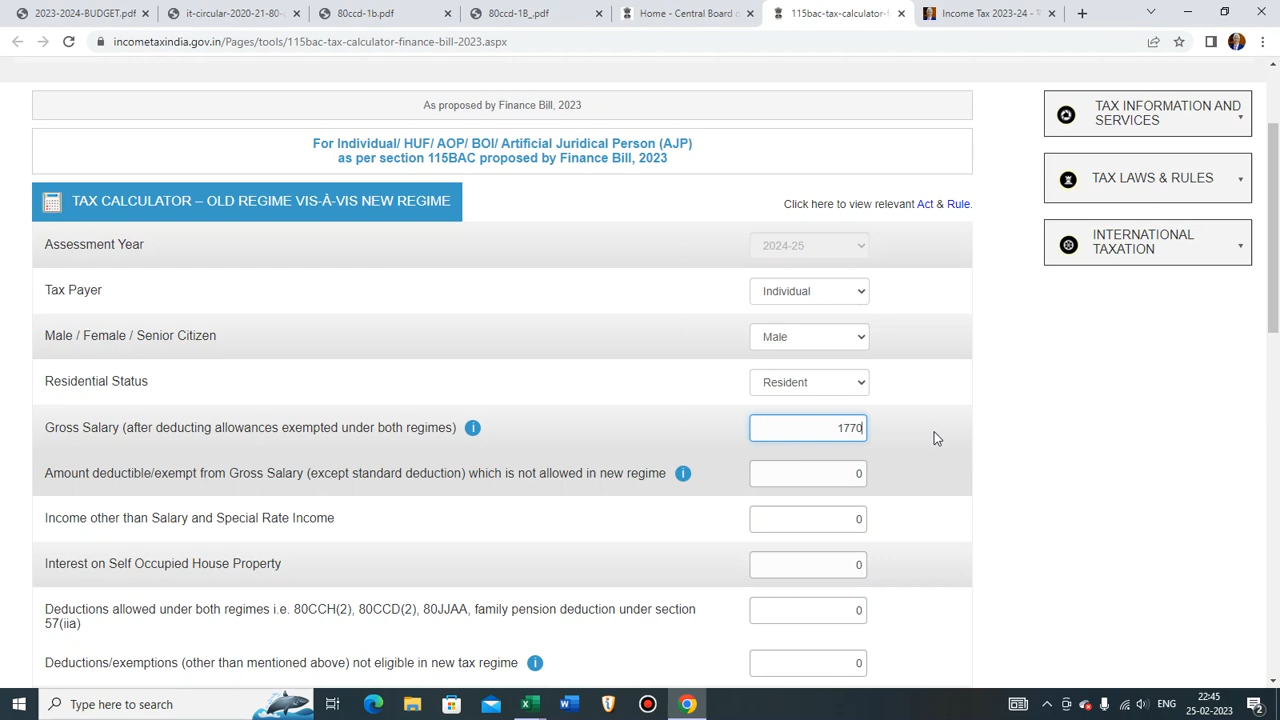 2023-2024-BUDGET.pdf
it-circular-2020-21-80-
80ccd-1b.pdf
80ccd-1B_.pdf
Home - Central Board o
115bac-tax-calculator-
Income Tax 2023-24 -
incometaxindia.gov.in/Pages/tools/115bac-tax-calculator-finance-bill-2023.aspx
As proposed by Finance Bill, 2023
For Individual/ HUF/ AOP/ BOI/ Artificial Juridical Person (AJP)
as per section 115BAC proposed by Finance Bill, 2023
TAX CALCULATOR – OLD REGIME VIS-À-VIS NEW REGIME
Click here to view relevant Act & Rule.
Assessment Year
2024-25
Tax Payer
Individual
Male / Female / Senior Citizen
Male
Residential Status
Resident
Gross Salary (after deducting allowances exempted under both regimes) i
1770
Amount deductible/exempt from Gross Salary (except standard deduction) which is not allowed in new regime i
0
Income other than Salary and Special Rate Income
0
Interest on Self Occupied House Property
0
Deductions allowed under both regimes i.e. 80CCH(2), 80CCD(2), 80JJAA, family pension deduction under section
57(iia)
0
Deductions/exemptions (other than mentioned above) not eligible in new tax regime i
0
TAX INFORMATION AND
SERVICES
TAX LAWS & RULES
INTERNATIONAL
TAXATION
Type here to search
ENG
22:45
25-02-2023
2